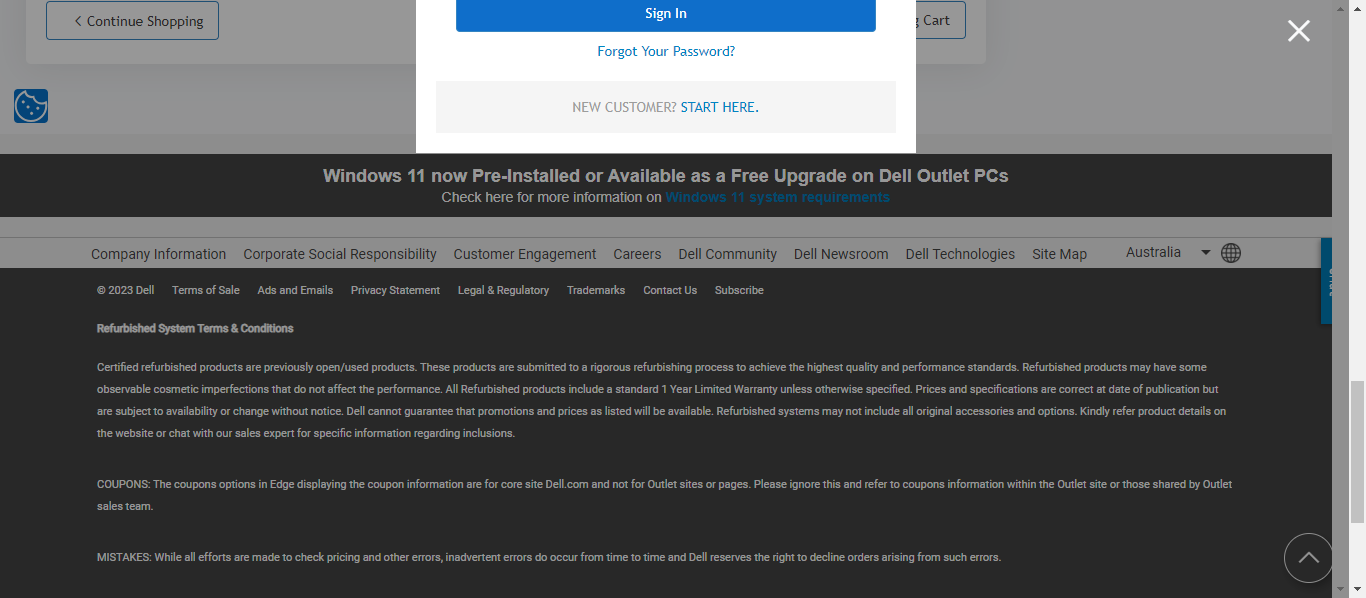 Continue Shopping
Sign In
g Cart
Forgot Your Password?
NEW CUSTOMER? START HERE.
Windows 11 now Pre-Installed or Available as a Free Upgrade on Dell Outlet PCs
Check here for more information on Windows 11 system requirements
Company Information Corporate Social Responsibility Customer Engagement Careers Dell Community Dell Newsroom Dell Technologies Site Map Australia
© 2023 Dell Terms of Sale Ads and Emails Privacy Statement Legal & Regulatory Trademarks Contact Us Subscribe
Refurbished System Terms & Conditions
Certified refurbished products are previously open/used products. These products are submitted to a rigorous refurbishing process to achieve the highest quality and performance standards. Refurbished products may have some
observable cosmetic imperfections that do not affect the performance. All Refurbished products include a standard 1 Year Limited Warranty unless otherwise specified. Prices and specifications are correct at date of publication but
are subject to availability or change without notice. Dell cannot guarantee that promotions and prices as listed will be available. Refurbished systems may not include all original accessories and options. Kindly refer product details on
the website or chat with our sales expert for specific information regarding inclusions.
COUPONS: The coupons options in Edge displaying the coupon information are for core site Dell.com and not for Outlet sites or pages. Please ignore this and refer to coupons information within the Outlet site or those shared by Outlet
sales team.
MISTAKES: While all efforts are made to check pricing and other errors, inadvertent errors do occur from time to time and Dell reserves the right to decline orders arising from such errors.